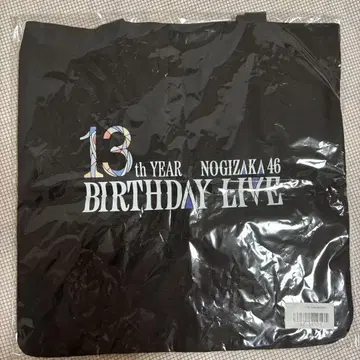 13th YEAR NOGIZAKA 46
BIRTHDAY LIVE